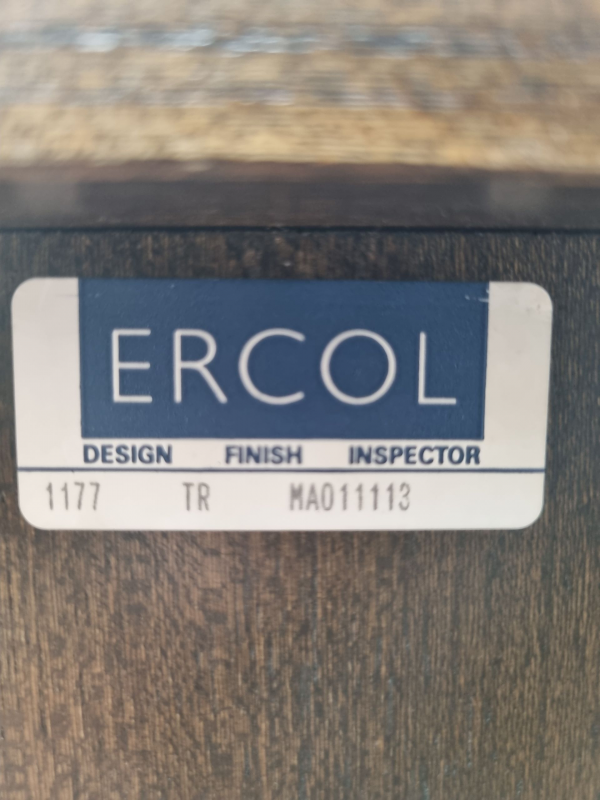 ERCOL
DESIGN FINISH INSPECTOR
1177 TR MA011113